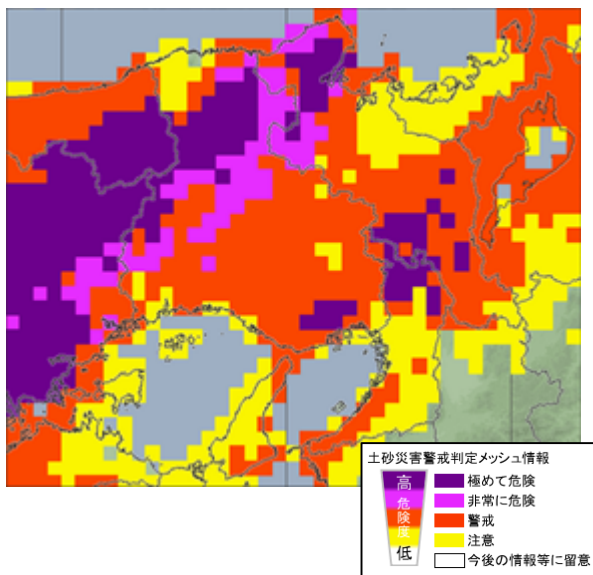 土砂災害警戒判定メッシュ情報
高
危
険
度
低
極めて危険
非常に危険
警戒
注意
今後の情報等に留意